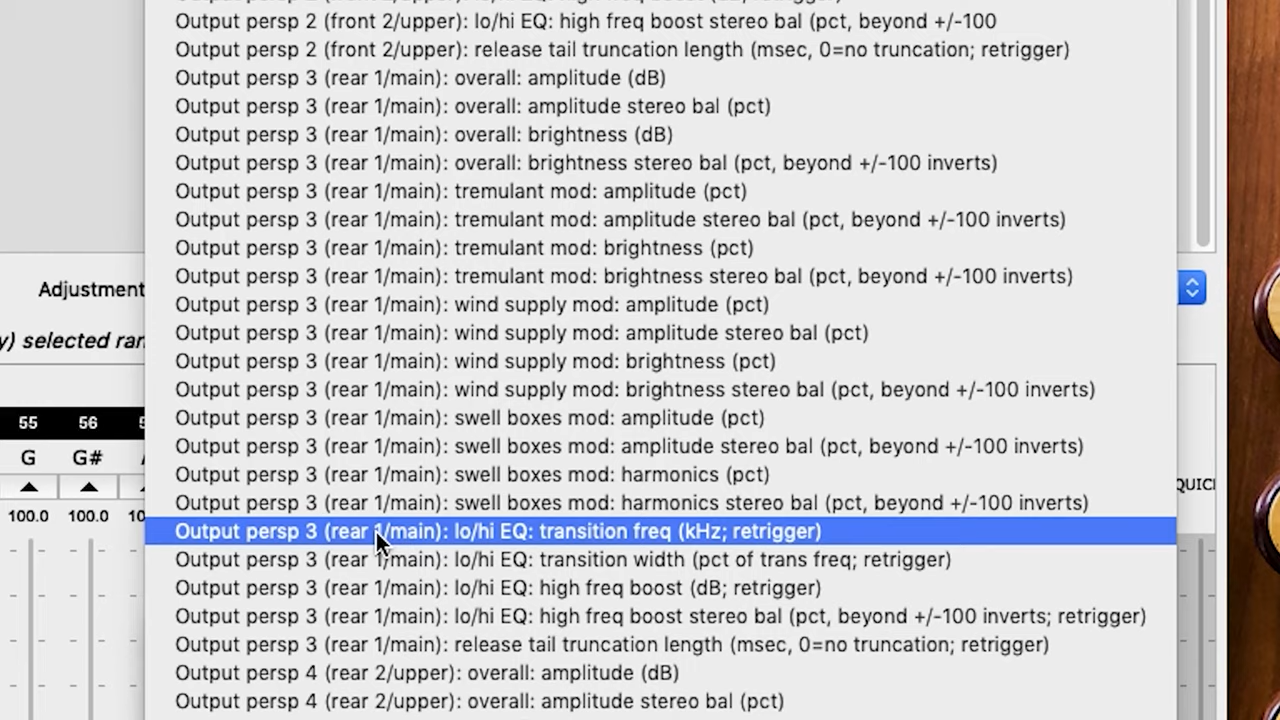 Output persp 2 (front 2/upper): lo/hi EQ: high freq boost stereo bal (pct, beyond +/-100
Output persp 2 (front 2/upper): release tail truncation length (msec, 0=no truncation; retrigger)
Output persp 3 (rear 1/main): overall: amplitude (dB)
Output persp 3 (rear 1/main): overall: amplitude stereo bal (pct)
Output persp 3 (rear 1/main): overall: brightness (dB)
Output persp 3 (rear 1/main): overall: brightness stereo bal (pct, beyond +/-100 inverts)
Output persp 3 (rear 1/main): tremulant mod: amplitude (pct)
Output persp 3 (rear 1/main): tremulant mod: amplitude stereo bal (pct, beyond +/-100 inverts)
Output persp 3 (rear 1/main): tremulant mod: brightness (pct)
Output persp 3 (rear 1/main): tremulant mod: brightness stereo bal (pct, beyond +/-100 inverts)
Adjustment
Output persp 3 (rear 1/main): wind supply mod: amplitude (pct)
Output persp 3 (rear 1/main): wind supply mod: amplitude stereo bal (pct)
y) selected ran
Output persp 3 (rear 1/main): wind supply mod: brightness (pct)
Output persp 3 (rear 1/main): wind supply mod: brightness stereo bal (pct, beyond +/-100 inverts)
Output persp 3 (rear 1/main): swell boxes mod: amplitude (pct)
55 56
Output persp 3 (rear 1/main): swell boxes mod: amplitude stereo bal (pct, beyond +/-100 inverts)
G G#
Output persp 3 (rear 1/main): swell boxes mod: harmonics (pct)
Output persp 3 (rear 1/main): swell boxes mod: harmonics stereo bal (pct, beyond +/-100 inverts)
100.0 100.0 10
Output persp 3 (rear 1/main): lo/hi EQ: transition freq (kHz; retrigger)
Output persp 3 (rear 1/main): lo/hi EQ: transition width (pct of trans freq; retrigger)
Output persp 3 (rear 1/main): lo/hi EQ: high freq boost (dB; retrigger)
Output persp 3 (rear 1/main): lo/hi EQ: high freq boost stereo bal (pct, beyond +/-100 inverts; retrigger)
Output persp 3 (rear 1/main): release tail truncation length (msec, 0=no truncation; retrigger)
Output persp 4 (rear 2/upper): overall: amplitude (dB)
Output persp 4 (rear 2/upper): overall: amplitude stereo bal (pct)